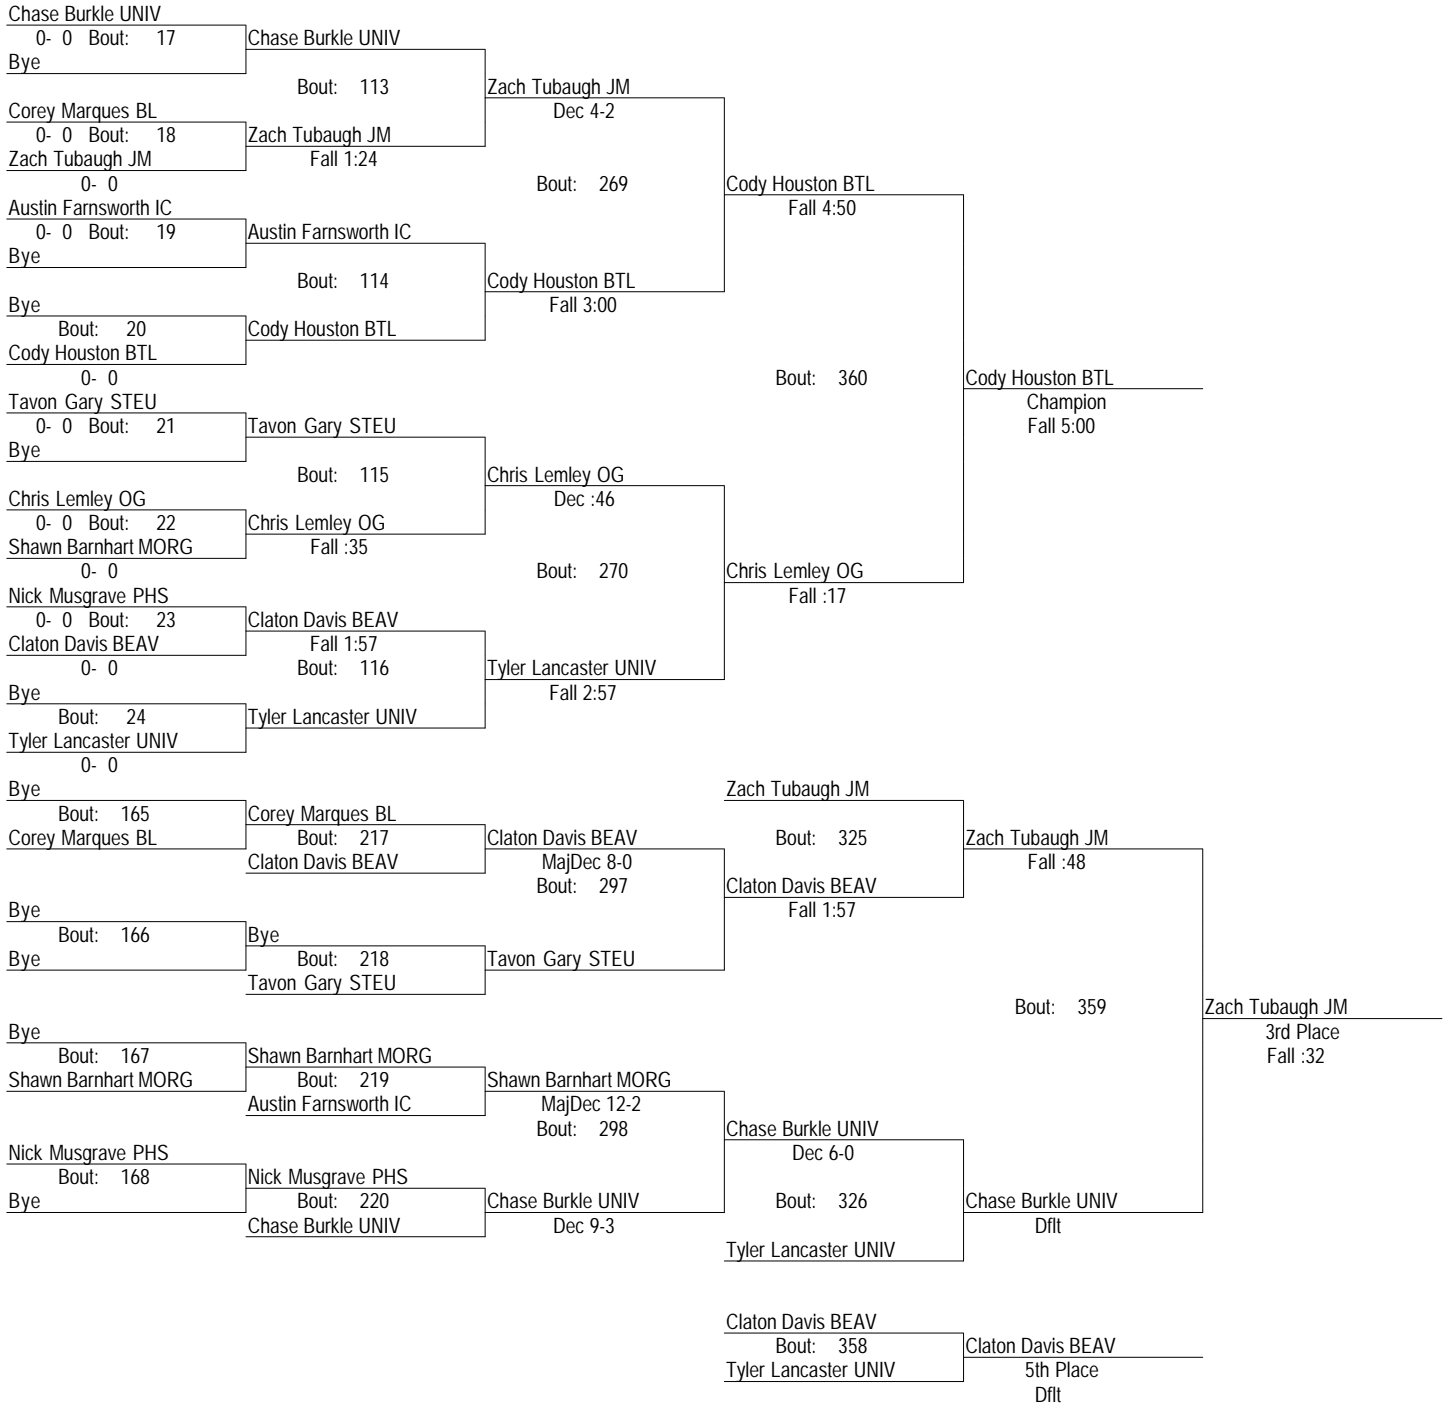 Chase Burkle UNIV
0- 0 Bout: 17 Chase Burkle UNIV
Bye
Bout: 113 Zach Tubaugh JM
Corey Marques BL Dec 4-2
0- 0 Bout: 18 Zach Tubaugh JM
Zach Tubaugh JM Fall 1:24
0- 0 Bout: 269 Cody Houston BTL
Austin Farnsworth IC Fall 4:50
0- 0 Bout: 19 Austin Farnsworth IC
Bye
Bout: 114 Cody Houston BTL
Bye Fall 3:00
Bout: 20 Cody Houston BTL
Cody Houston BTL
0- 0 Bout: 360 Cody Houston BTL
Tavon Gary STEU Champion
0- 0 Bout: 21 Tavon Gary STEU Fall 5:00
Bye
Bout: 115 Chris Lemley OG
Chris Lemley OG Dec :46
0- 0 Bout: 22 Chris Lemley OG
Shawn Barnhart MORG Fall :35
0- 0 Bout: 270 Chris Lemley OG
Nick Musgrave PHS Fall :17
0- 0 Bout: 23 Claton Davis BEAV
Claton Davis BEAV Fall 1:57
0- 0 Bout: 116 Tyler Lancaster UNIV
Bye Fall 2:57
Bout: 24 Tyler Lancaster UNIV
Tyler Lancaster UNIV
0- 0
Bye Zach Tubaugh JM
Bout: 165 Corey Marques BL
Corey Marques BL Bout: 217 Claton Davis BEAV Bout: 325 Zach Tubaugh JM
Claton Davis BEAV MajDec 8-0 Fall :48
Bout: 297 Claton Davis BEAV
Bye Fall 1:57
Bout: 166 Bye
Bye Bout: 218 Tavon Gary STEU
Tavon Gary STEU
Bout: 359 Zach Tubaugh JM
Bye 3rd Place
Bout: 167 Shawn Barnhart MORG Fall :32
Shawn Barnhart MORG Bout: 219 Shawn Barnhart MORG
Austin Farnsworth IC MajDec 12-2
Bout: 298 Chase Burkle UNIV
Nick Musgrave PHS Dec 6-0
Bout: 168 Nick Musgrave PHS
Bye Bout: 220 Chase Burkle UNIV Bout: 326 Chase Burkle UNIV
Chase Burkle UNIV Dec 9-3 Dflt
Tyler Lancaster UNIV
Claton Davis BEAV
Bout: 358 Claton Davis BEAV
Tyler Lancaster UNIV 5th Place
Dflt